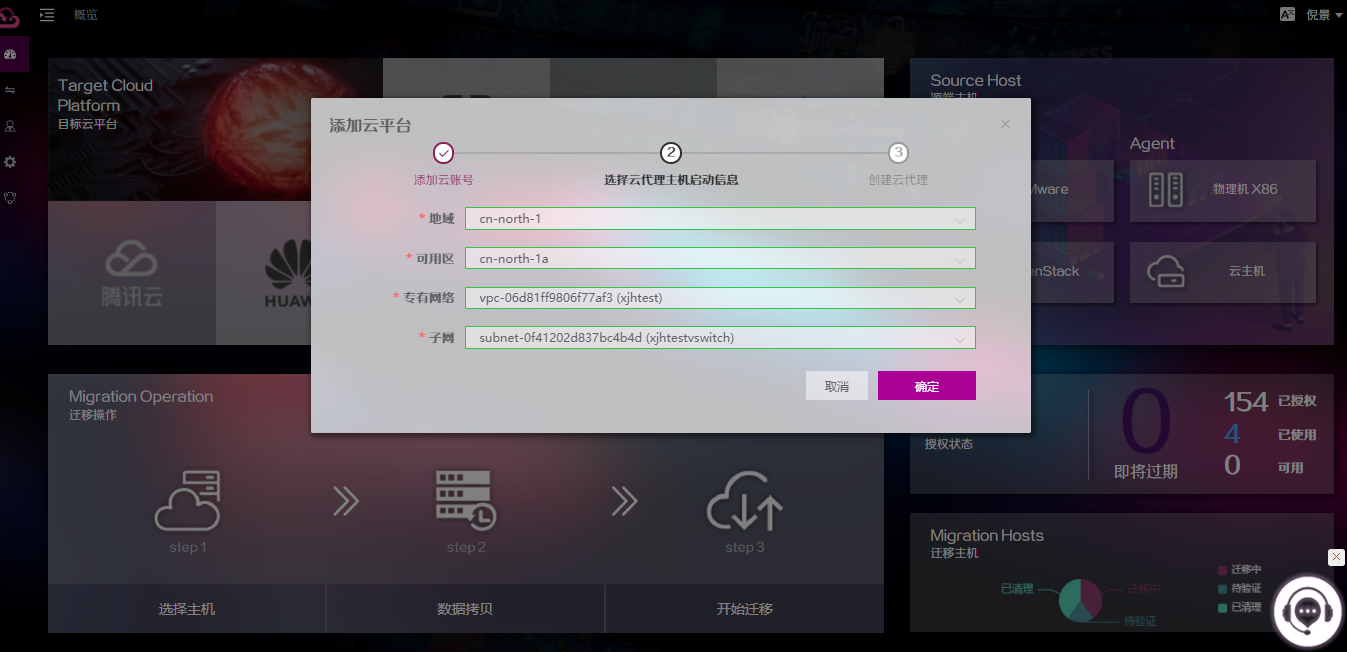 概览
倪景
Target Cloud
Platform
目标云平台
Source Host
源端主机
Agent
物理机 X86
云主机
腾讯云
添加云平台
2
3
添加云账号
选择云代理主机启动信息
创建云代理
* 地域
cn-north-1
* 可用区
cn-north-1a
* 专有网络
vpc-06d81ff9806f77af3 (xjhtest)
* 子网
subnet-0f41202d837bc4b4d (xjhtestvswitch)
取消
确定
Migration Operation
迁移操作
step 1
step 2
step 3
选择主机
数据拷贝
开始迁移
授权状态
0
即将过期
154 已授权
4 已使用
0 可用
Migration Hosts
迁移主机
已清理
迁移中
待验证
迁移中
待验证
已清理